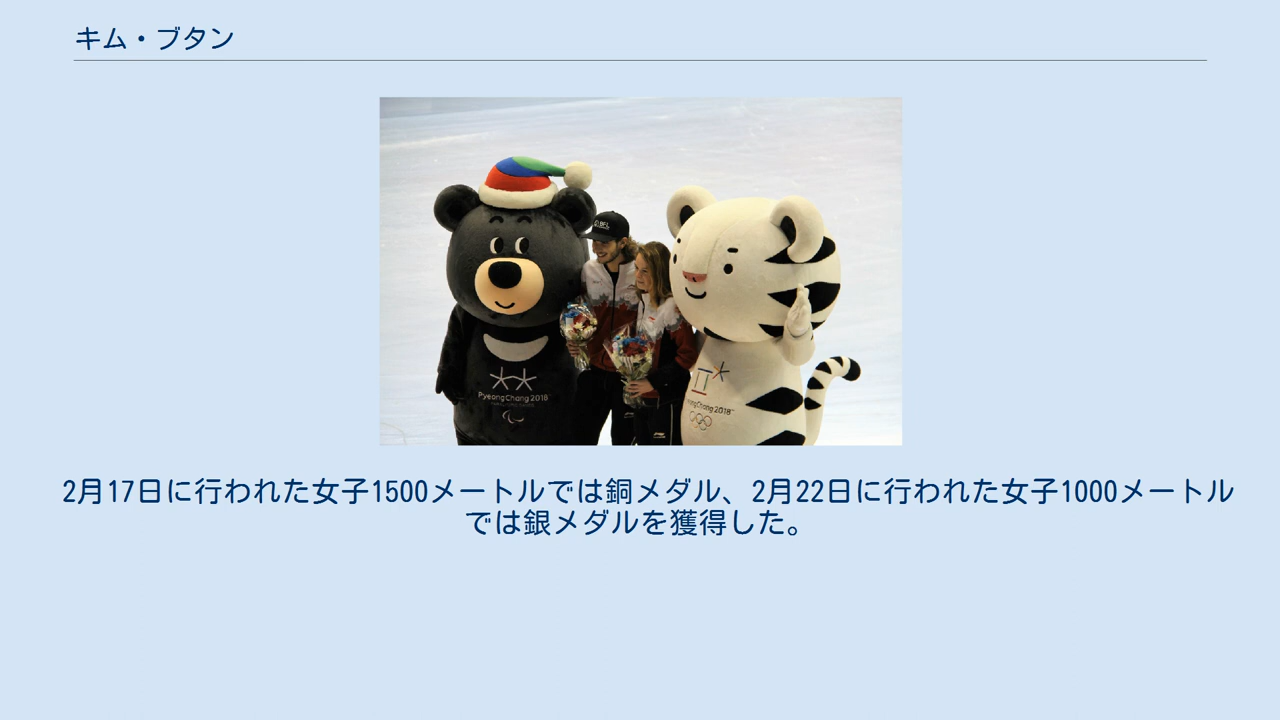 キム・ブタン
PyeongChang 2018
ngChang 2018
2月17日に行われた女子1500メートルでは銅メダル、2月22日に行われた女子1000メートル
では銀メダルを獲得した。